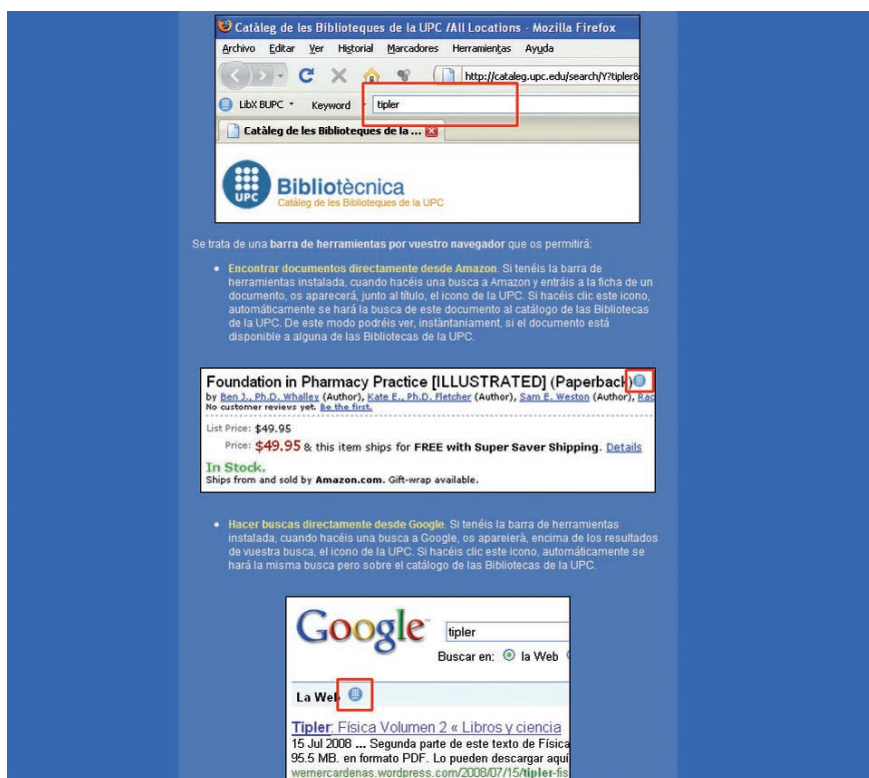 Catàleg de les Biblioteques de la UPC /All Locations - Mozilla Firefox
Archivo Editar Ver Historial Marcadores Herramientas Ayuda
http://cataleg.upc.edu/search/Y?tipler&
LibX BUPC Keyword tipler
Catàleg de les Biblioteques de la ...
UPC
Bibliotècnica
Catàleg de les Biblioteques de la UPC
Se trata de una barra de herramientas por vuestro navegador que os permitirá:
• Encontrar documentos directamente desde Amazon. Si tenéis la barra de
herramientas instalada, cuando hacéis una busca a Amazon y entráis a la ficha de un
documento, os aparecerá, junto al título, el icono de la UPC. Si hacéis clic este icono,
automáticamente se hará la busca de este documento al catálogo de las Bibliotecas
de la UPC. De este modo podréis ver, instàntaniament, si el documento está
disponible a alguna de las Bibliotecas de la UPC.
Foundation in Pharmacy Practice [ILLUSTRATED] (Paperback)
by Ben J., Ph.D. Whalley (Author), Kate E., Ph.D. Fletcher (Author), Sam E. Weston (Author), Rac
No customer reviews yet. Be the first.
List Price: $49.95
Price: $49.95 & this item ships for FREE with Super Saver Shipping. Details
In Stock.
Ships from and sold by Amazon.com. Gift-wrap available.
• Hacer buscas directamente desde Google. Si tenéis la barra de herramientas
instalada, cuando hacéis una busca a Google, os apareierà, encima de los resultados
de vuestra busca, el icono de la UPC. Si hacéis clic este icono, automáticamente se
hará la misma busca pero sobre el catálogo de las Bibliotecas de la UPC.
Google tipler
Buscar en: la Web
La Web
Tipler: Física Volumen 2 « Libros y ciencia
15 Jul 2008 ... Segunda parte de este texto de Física
95.5 MB. en formato PDF. Lo pueden descargar aquí
wernercardenas.wordpress.com/2008/07/15/tipler-fis